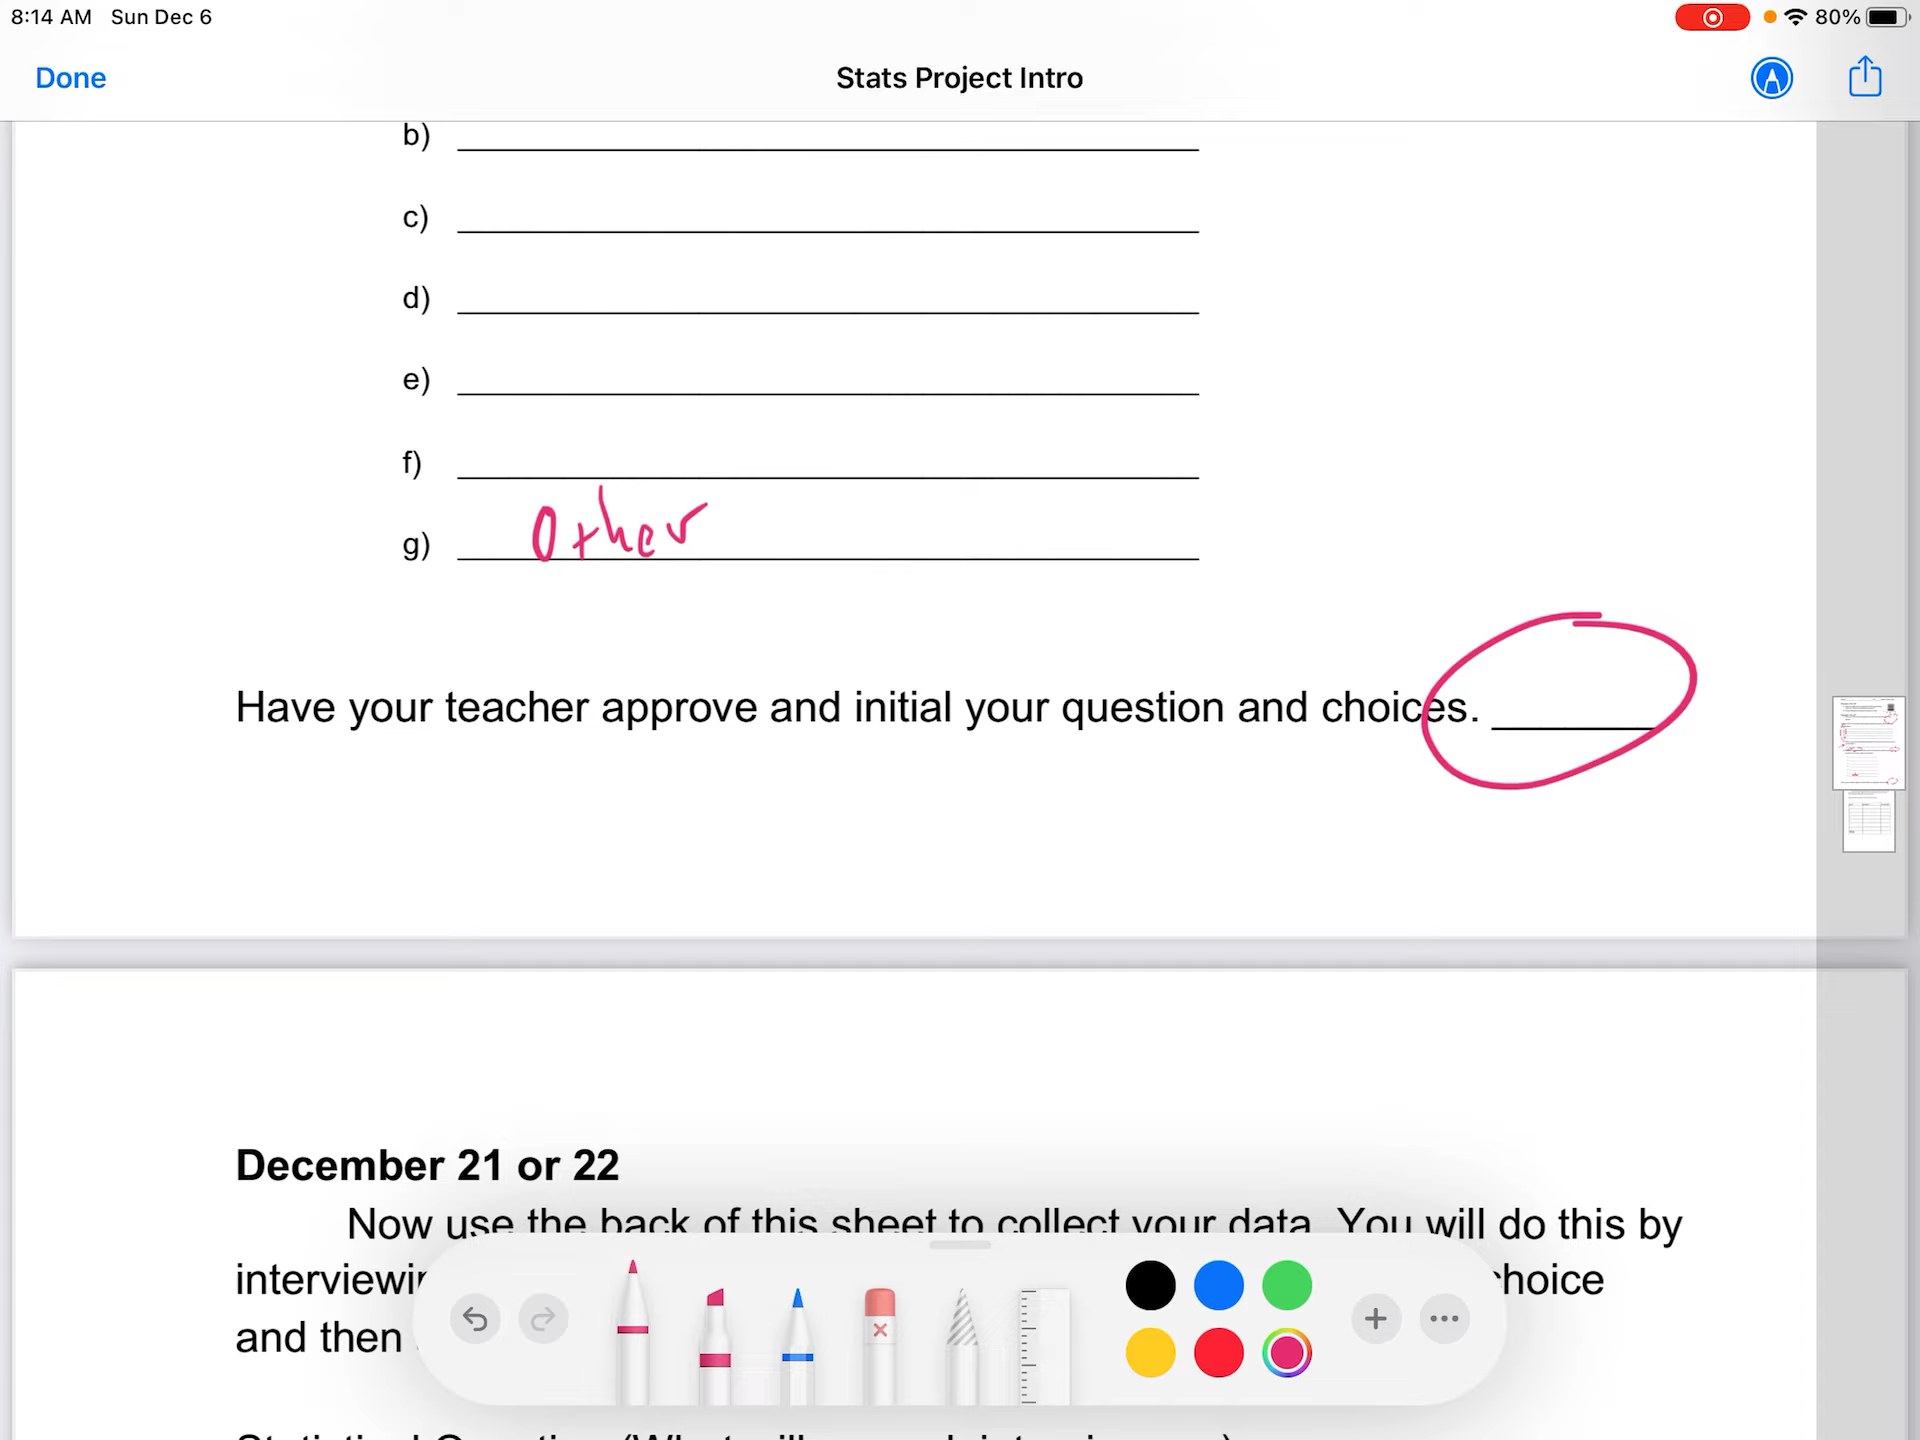 8:14 AM Sun Dec 6 80%
Done Stats Project Intro
b)
c)
d)
e)
f)
g) Other
Have your teacher approve and initial your question and choices.
December 21 or 22
Now use the back of this sheet to collect your data. You will do this by
choice
and then